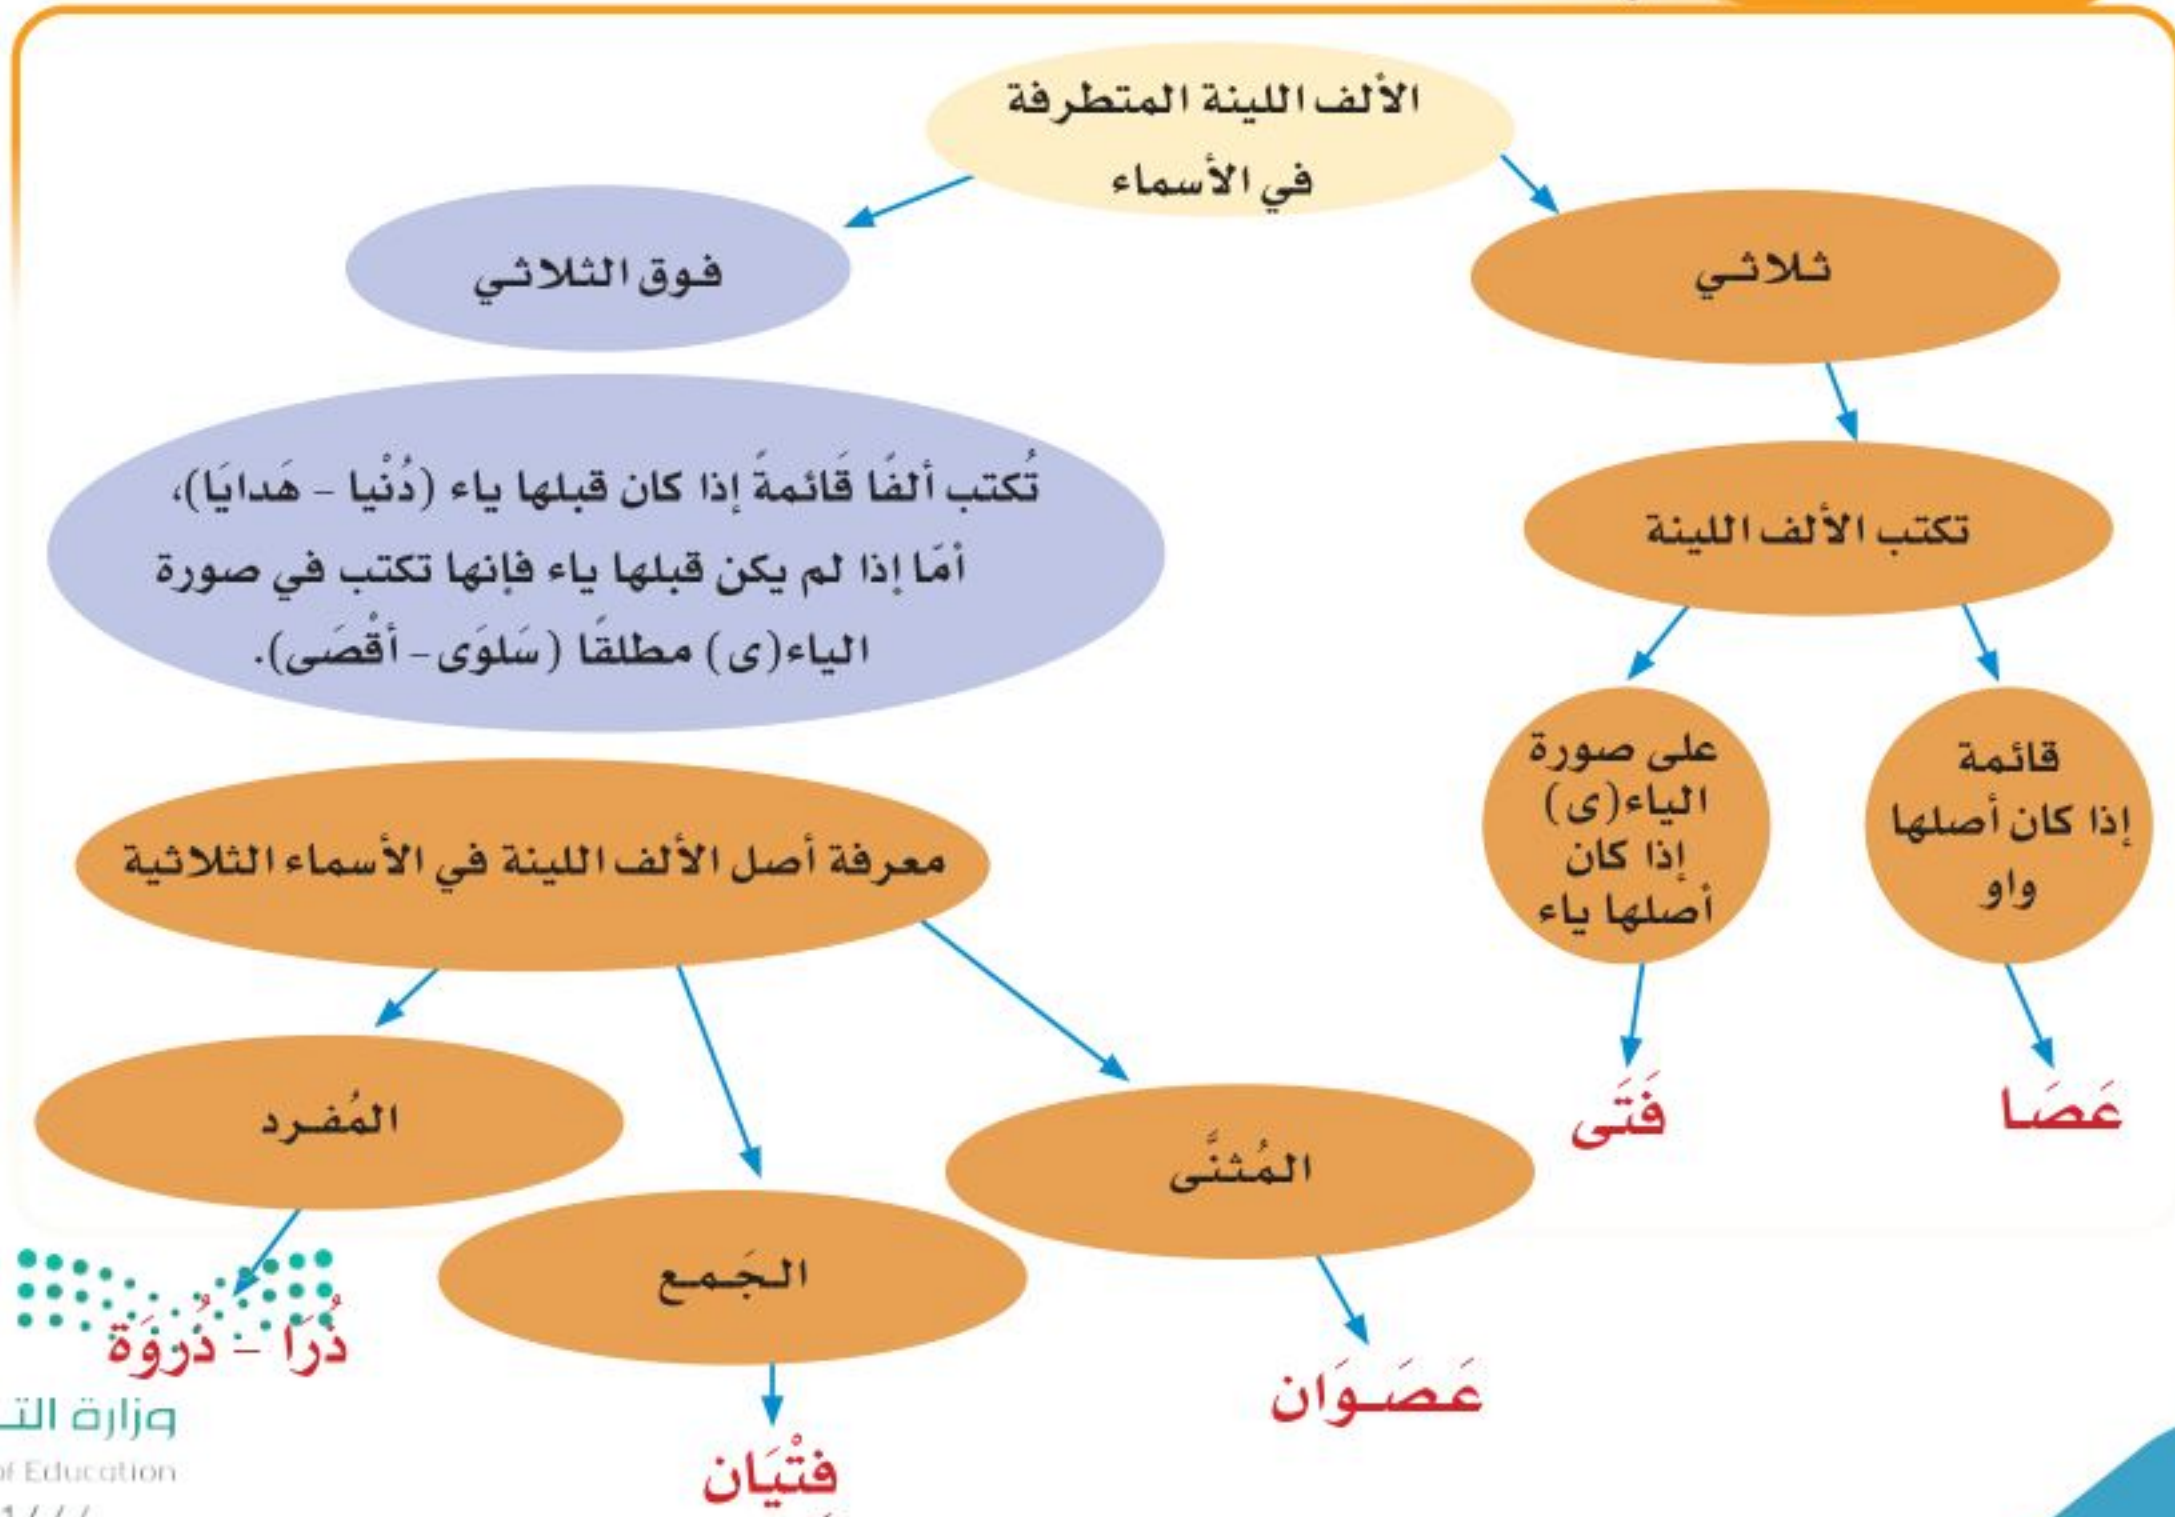 الألف اللينة المتطرفة
في الأسماء
ثلاثي
فوق الثلاثي
تكتب الألف اللينة
تُكتب ألفًا قَائمةً إذا كان قبلها ياء (دُنْيا - هَدايَا)،
أمّا إذا لم يكن قبلها ياء فإنها تكتب في صورة
الياء(ى) مطلقًا (سَلوَى- أقْصَى).
قائمة
إذا كان أصلها
واو
على صورة
الياء(ى)
إذا كان
أصلها ياء
عَصَا
فَتَى
معرفة أصل الألف اللينة في الأسماء الثلاثية
المُثنَّى
الجَمع
المُفرد
عَصَوَان
فِتْيَان
ذُرَا - ذُروَة
وزارة التـ
of Education